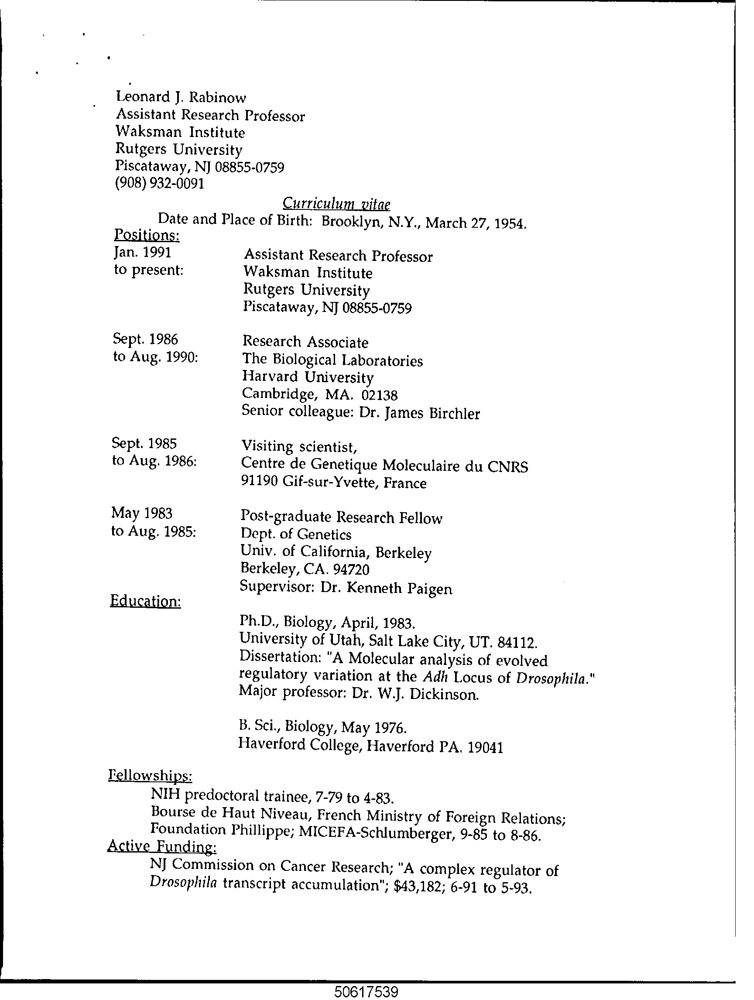 Leonard J. Rabinow
Assistant Research Professor
Waksman Institute
Rutgers University
Piscataway, NJ 08855-0759
(908) 932-0091
Curriculum vitae
Date and Place of Birth: Brooklyn, N.Y., March 27, 1954.
Positions:
Jan. 1991 Assistant Research Professor
to present: Waksman Institute
Rutgers University
Piscataway, NJ 08855-0759
Sept. 1986 Research Associate
to Aug. 1990: The Biological Laboratories
Harvard University
Cambridge, MA. 02138
Senior colleague: Dr. James Birchler
Sept. 1985 Visiting scientist,
to Aug. 1986: Centre de Genetique Moleculaire du CNRS
91190 Gif-sur-Yvette, France
May 1983 Post-graduate Research Fellow
to Aug. 1985: Dept. of Genetics
Univ. of California, Berkeley
Berkeley, CA. 94720
Supervisor: Dr. Kenneth Paigen
Education:
Ph.D., Biology, April, 1983.
University of Utah, Salt Lake City, UT. 84112.
Dissertation: "A Molecular analysis of evolved
regulatory variation at the Adh Locus of Drosophila."
Major professor: Dr. W.J. Dickinson.
B. Sci., Biology, May 1976.
Haverford College, Haverford PA. 19041
Fellowships:
NIH predoctoral trainee, 7-79 to 4-83.
Bourse de Haut Niveau, French Ministry of Foreign Relations;
Foundation Phillippe; MICEFA-Schlumberger, 9-85 to 8-86.
Active Funding:
NJ Commission on Cancer Research; "A complex regulator of
Drosophila transcript accumulation"; $43,182; 6-91 to 5-93.
50617539